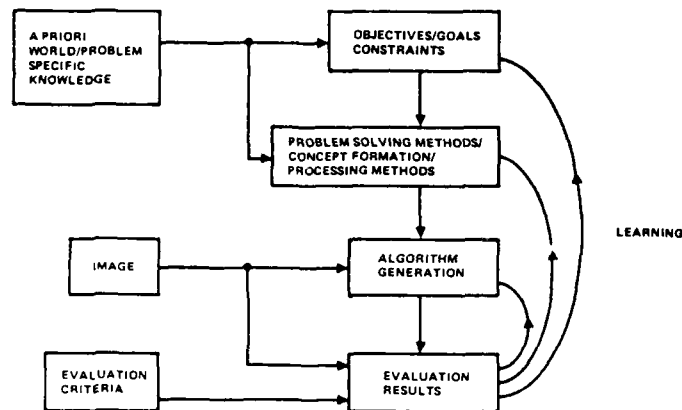 A PRIORI
WORLD/PROBLEM
SPECIFIC
KNOWLEDGE
OBJECTIVES/GOALS
CONSTRAINTS
PROBLEM SOLVING METHODS/
CONCEPT FORMATION/
PROCESSING METHODS
LEARNING
IMAGE
ALGORITHM
GENERATION
EVALUATION
CRITERIA
EVALUATION
RESULTS